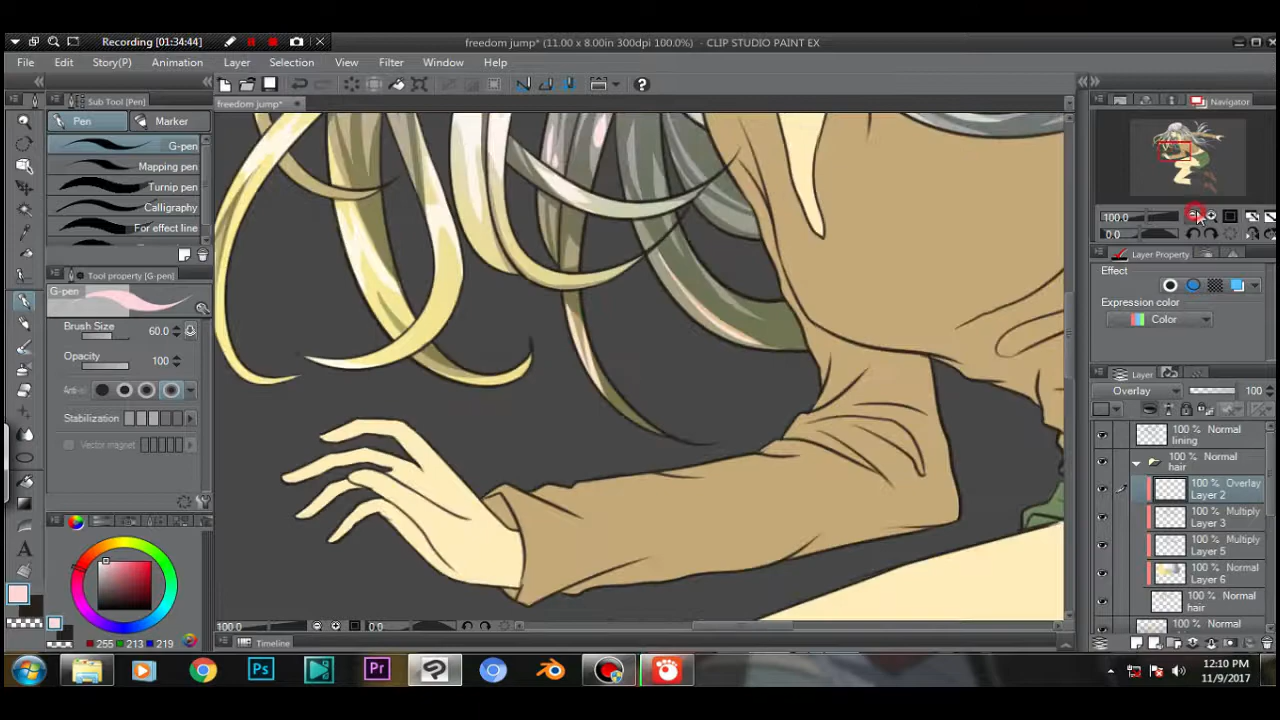 Recording [01:34:44]
freedom jump* (11.00 x 8.00in 300dpi 100.0%) - CLIP STUDIO PAINT EX
File Edit Story(P) Animation Layer Selection View Filter Window Help
Sub Tool [Pen]
freedom jump*
Navigator
Pen Marker
G-pen
Mapping pen
Turnip pen
Calligraphy
For effect line
100.0
0.0
Layer Property
Effect
Expression color
Color
Tool property [G-pen]
G-pen
Brush Size 60.0
Opacity 100
Stabilization
Vector magnet
Layer
Overlay 100
100 % Normal
lining
100 % Normal
hair
100 % Overlay
Layer 2
100 % Multiply
Layer 3
100 % Multiply
Layer 5
100 % Normal
Layer 6
100 % Normal
hair
100 % Normal
100.0 0.0
Timeline
255 213 219
Ps Pr
12:10 PM
11/9/2017